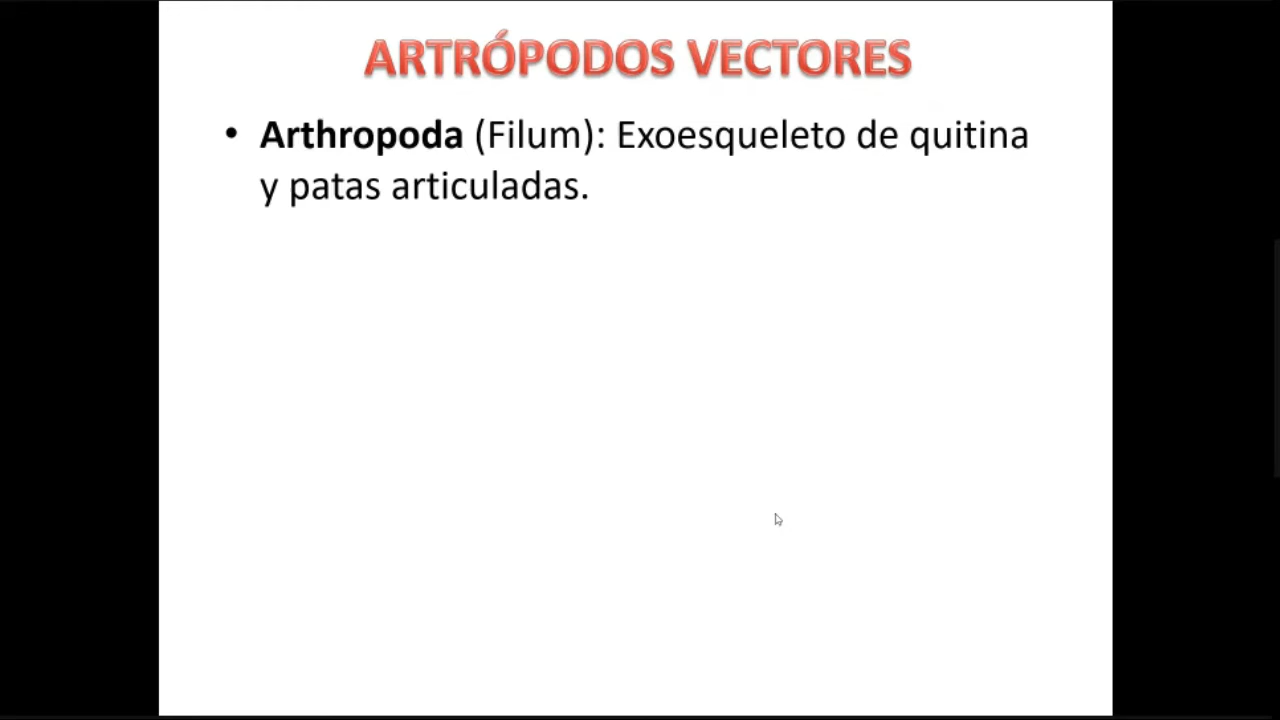 ARTRÓPODOS VECTORES
• Arthropoda (Filum): Exoesqueleto de quitina
y patas articuladas.